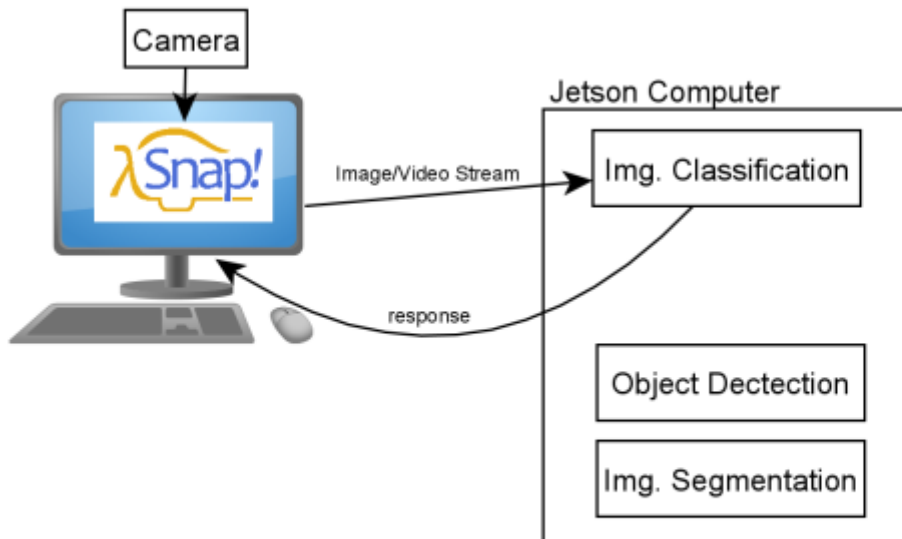 Camera
λSnap!
Jetson Computer
Image/Video Stream
Img. Classification
response
Object Dectection
Img. Segmentation